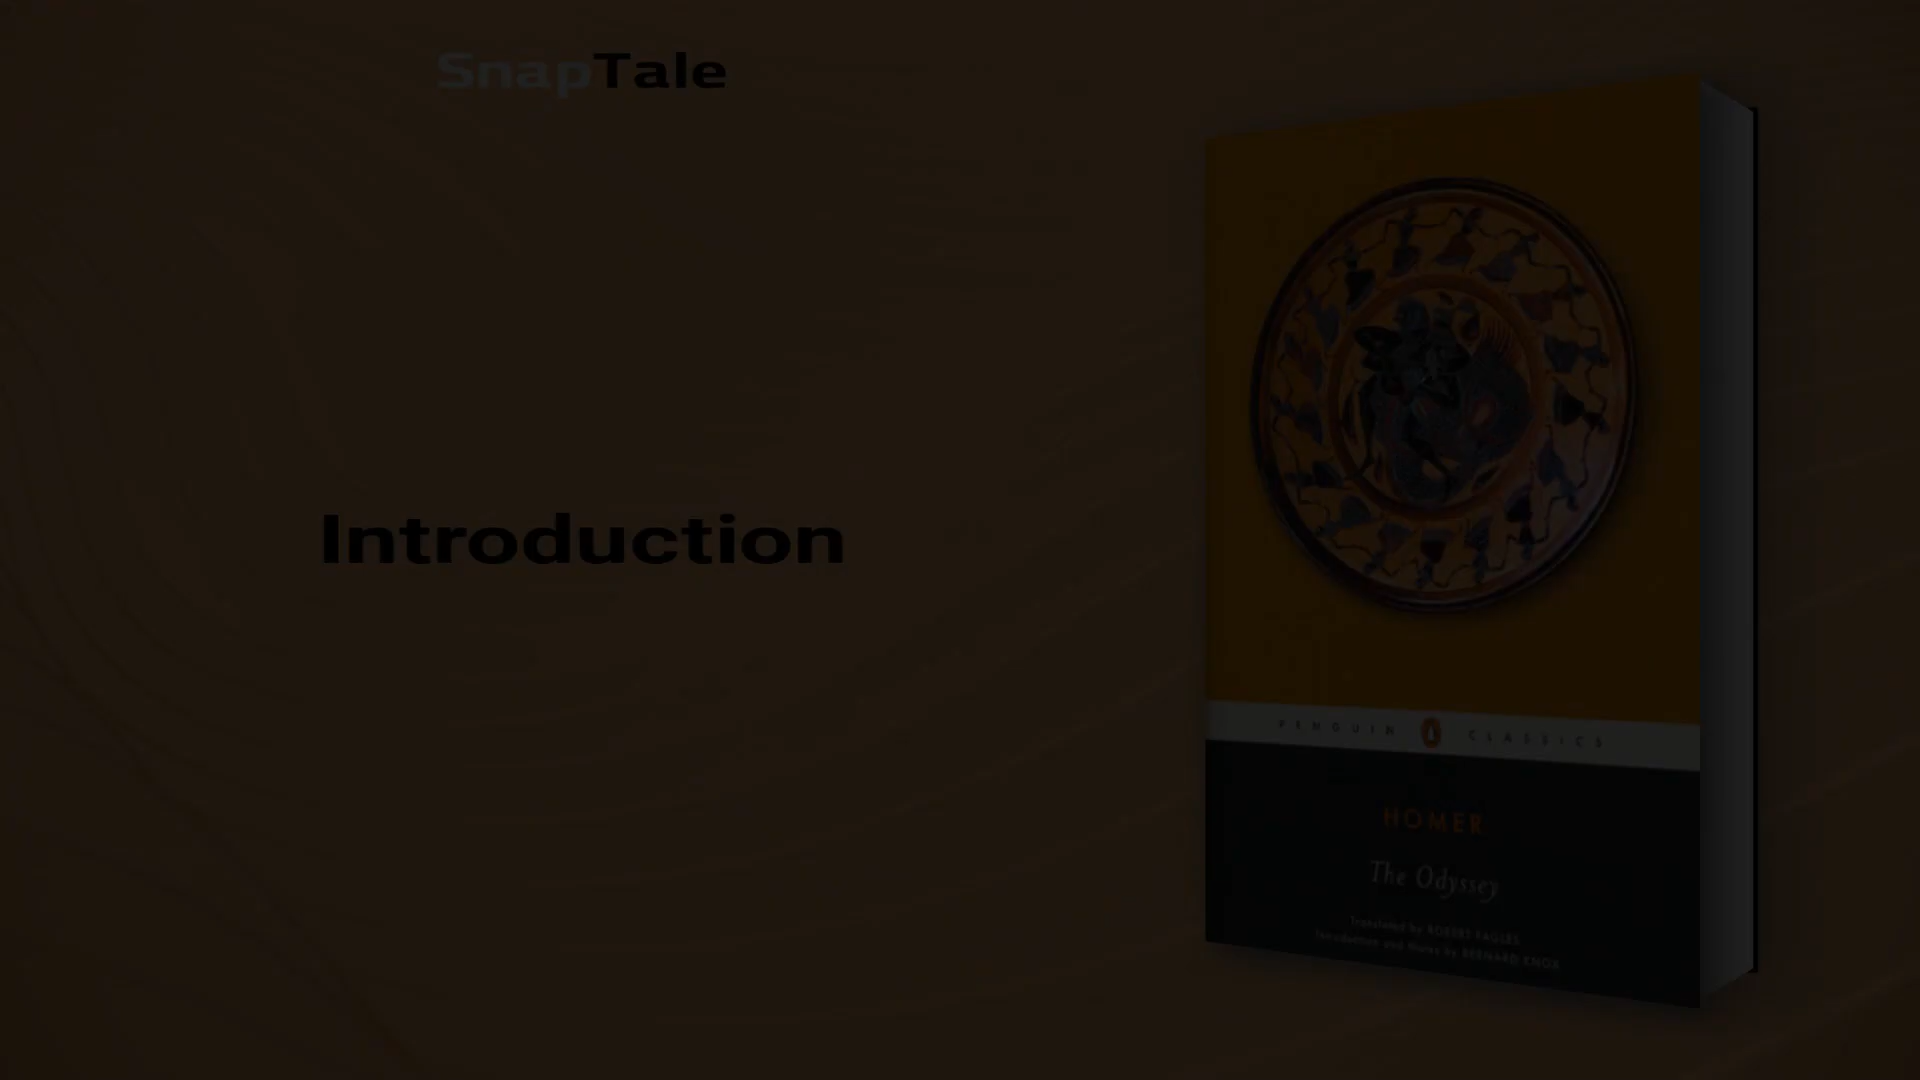 SnapTale
Introduction
PENGUIN CLASSICS
HOMER
The Odyssey
Translated by ROBERT FAGLES
Introduction and Notes by BERNARD KNOX